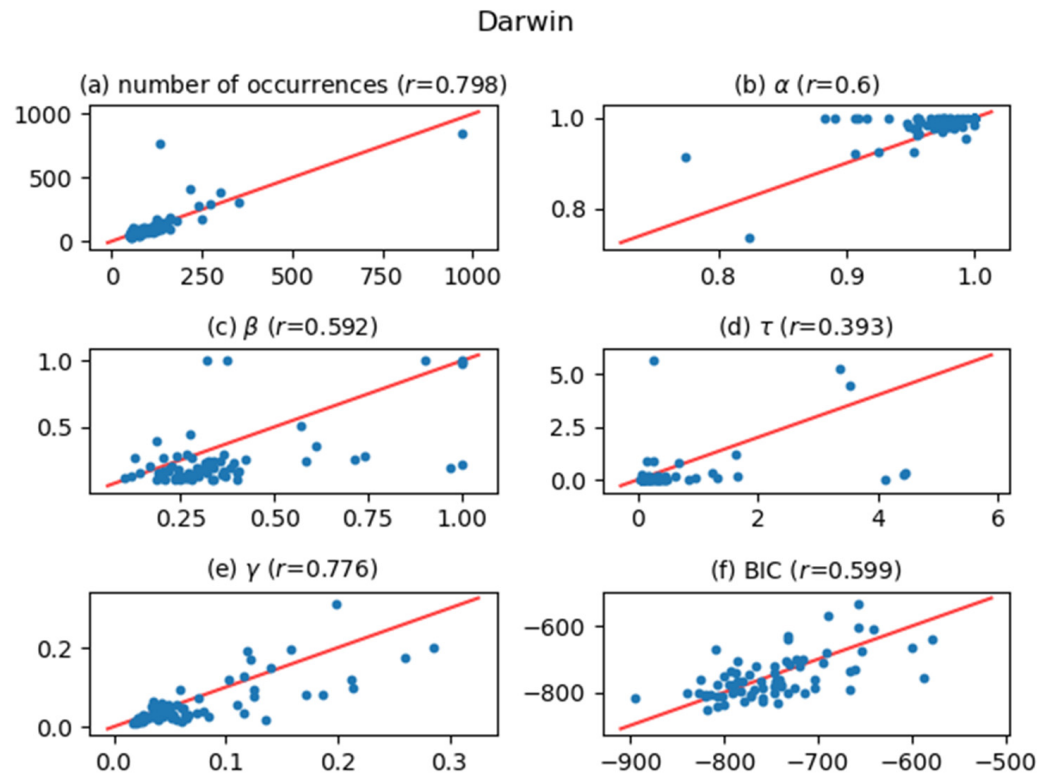 Darwin
(a) number of occurrences (r=0.798)
1000
500
0
0 250 500 750 1000
(b) α (r=0.6)
1.0
0.8
0.8 0.9 1.0
(c) β (r=0.592)
1.0
0.5
0.25 0.50 0.75 1.00
(d) τ (r=0.393)
5.0
2.5
0.0
0 2 4 6
(e) γ (r=0.776)
0.2
0.0
0.0 0.1 0.2 0.3
(f) BIC (r=0.599)
−600
−800
−900 −800 −700 −600 −500